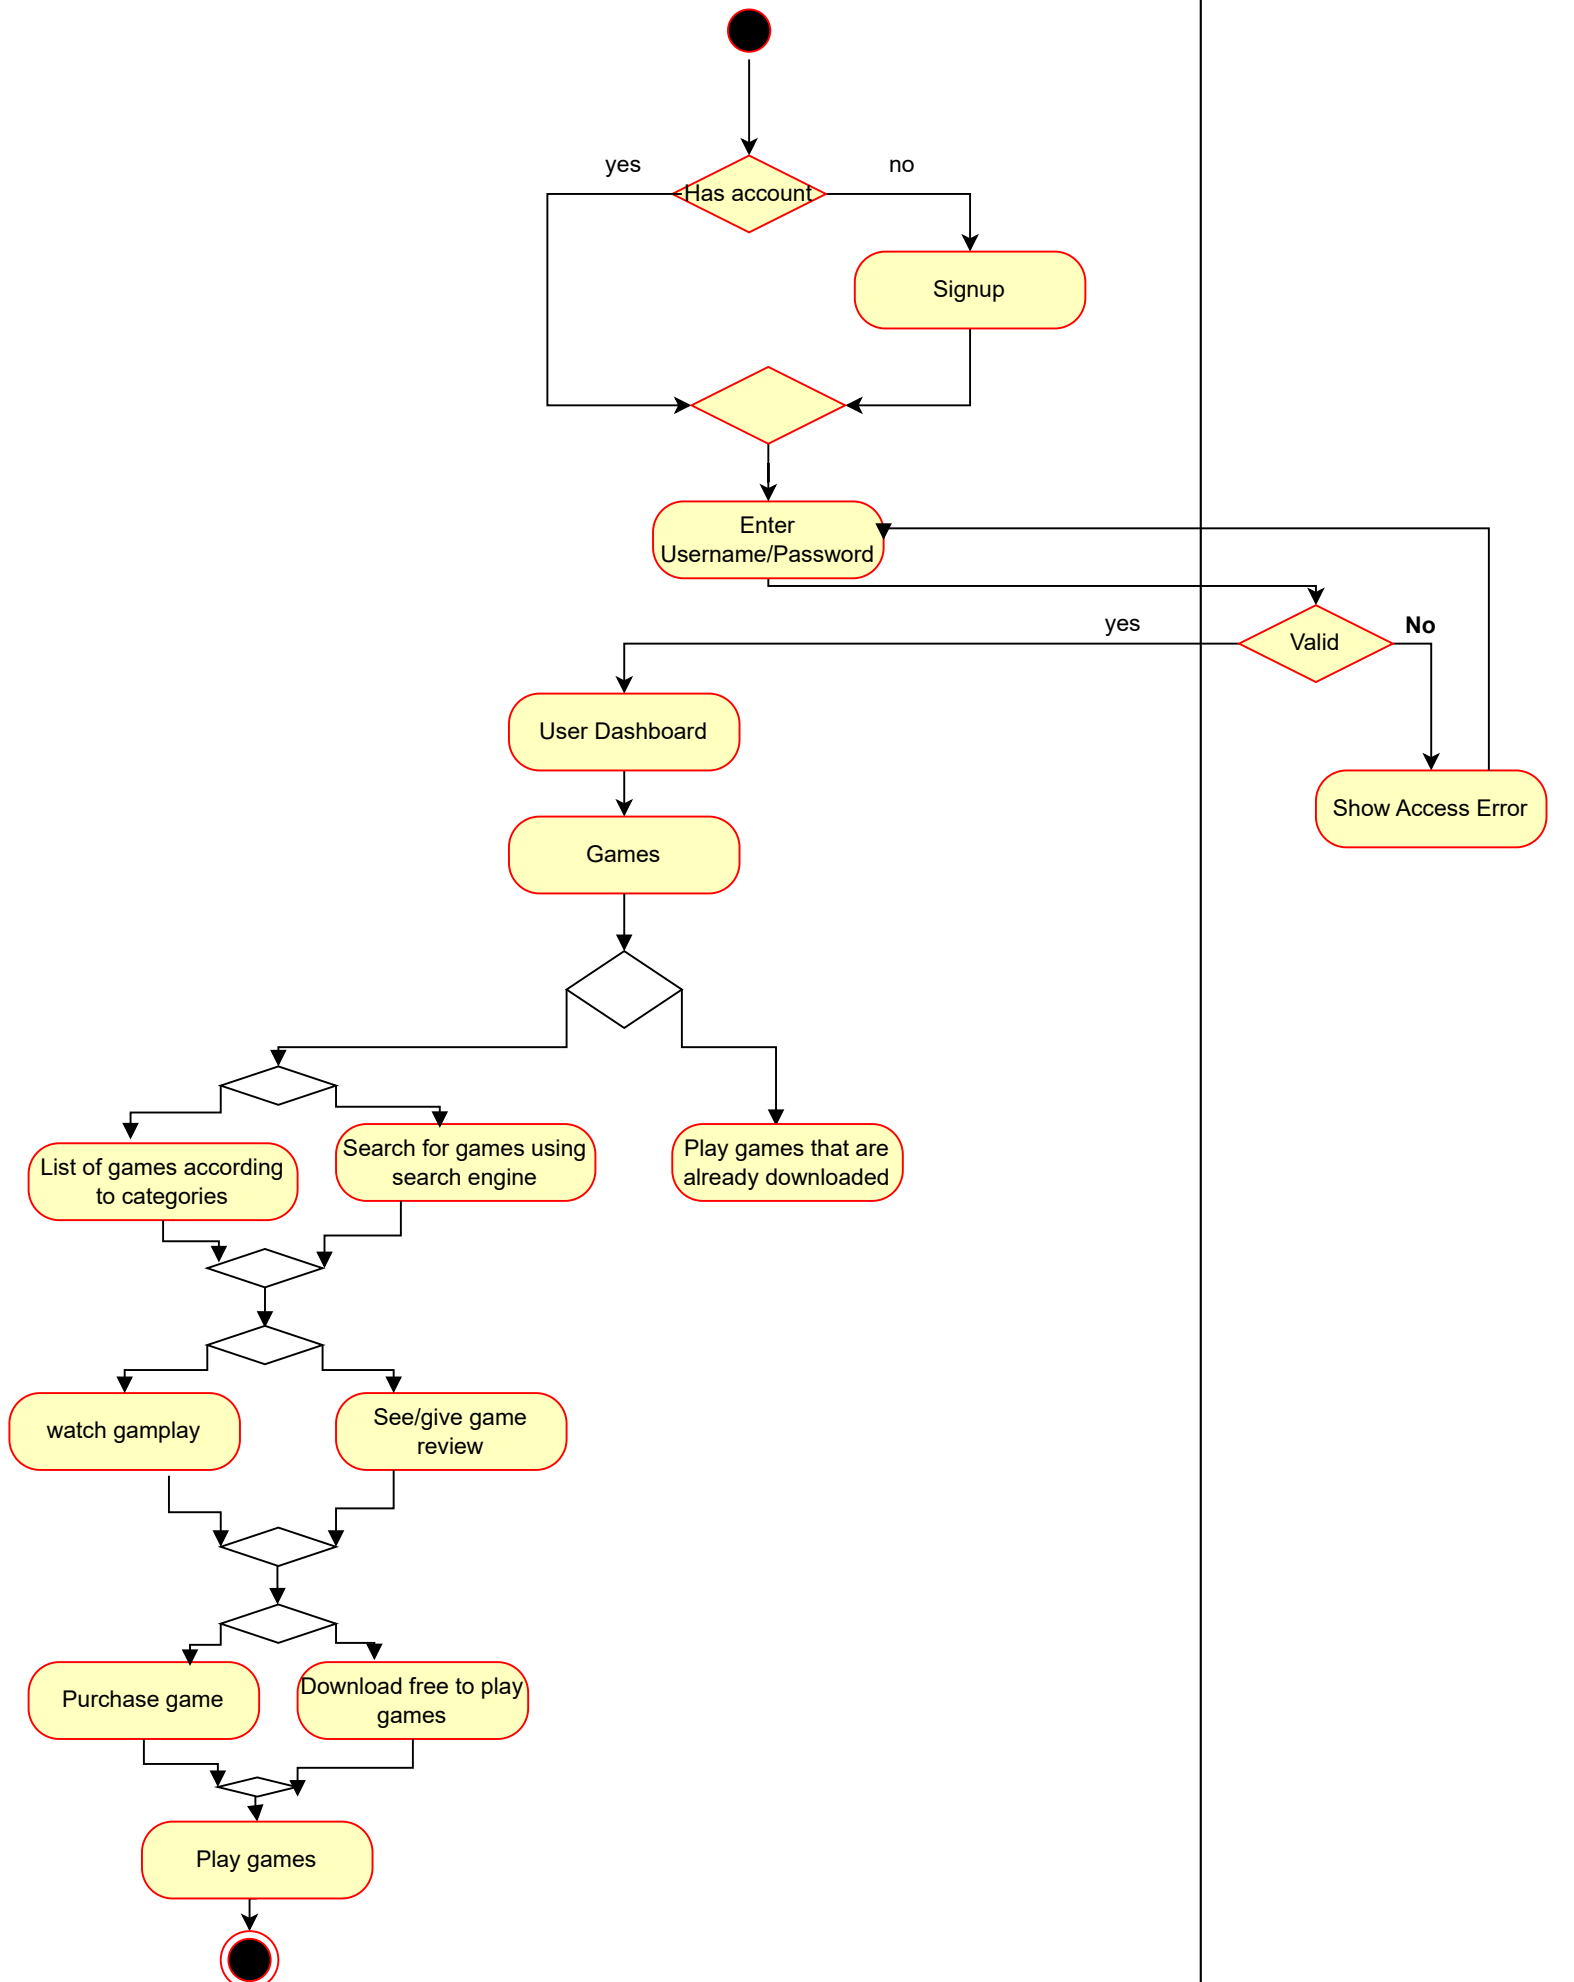 yes
no
Has account
Signup
Enter
Username/Password
yes
Valid
No
User Dashboard
Show Access Error
Games
List of games according
to categories
Search for games using
search engine
Play games that are
already downloaded
watch gamplay
See/give game
review
Purchase game
Download free to play
games
Play games